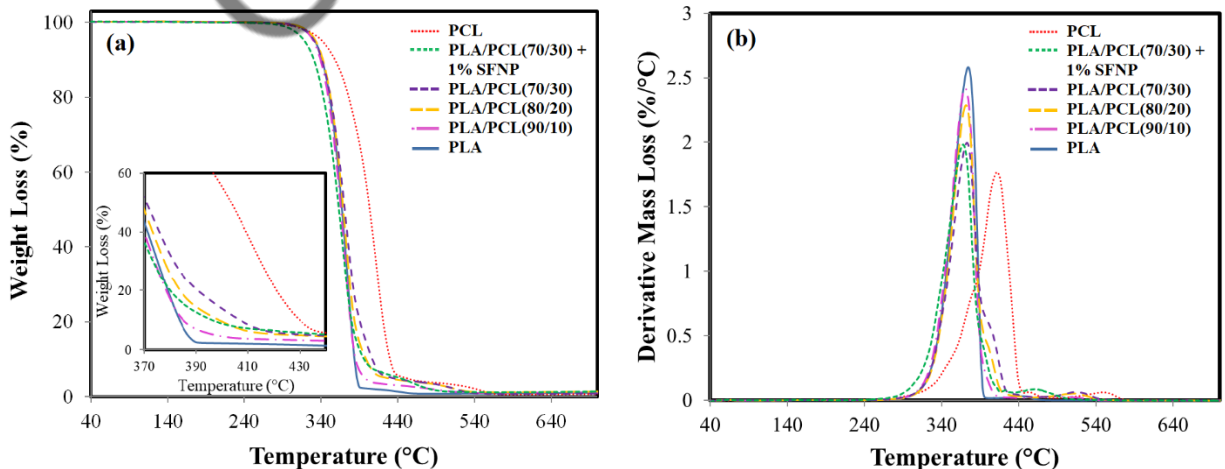 (a)
PCL
PLA/PCL(70/30) +
1% SFNP
PLA/PCL(70/30)
PLA/PCL(80/20)
PLA/PCL(90/10)
PLA
Weight Loss (%)
100
80
60
40
20
0
40
140
240
340
440
540
640
Temperature (°C)
Weight Loss (%)
60
40
20
0
370
390
410
430
Temperature (°C)
(b)
PCL
PLA/PCL(70/30) +
1% SFNP
PLA/PCL(70/30)
PLA/PCL(80/20)
PLA/PCL(90/10)
PLA
Derivative Mass Loss (%/°C)
3
2.5
2
1.5
1
0.5
0
40
140
240
340
440
540
640
Temperature (°C)